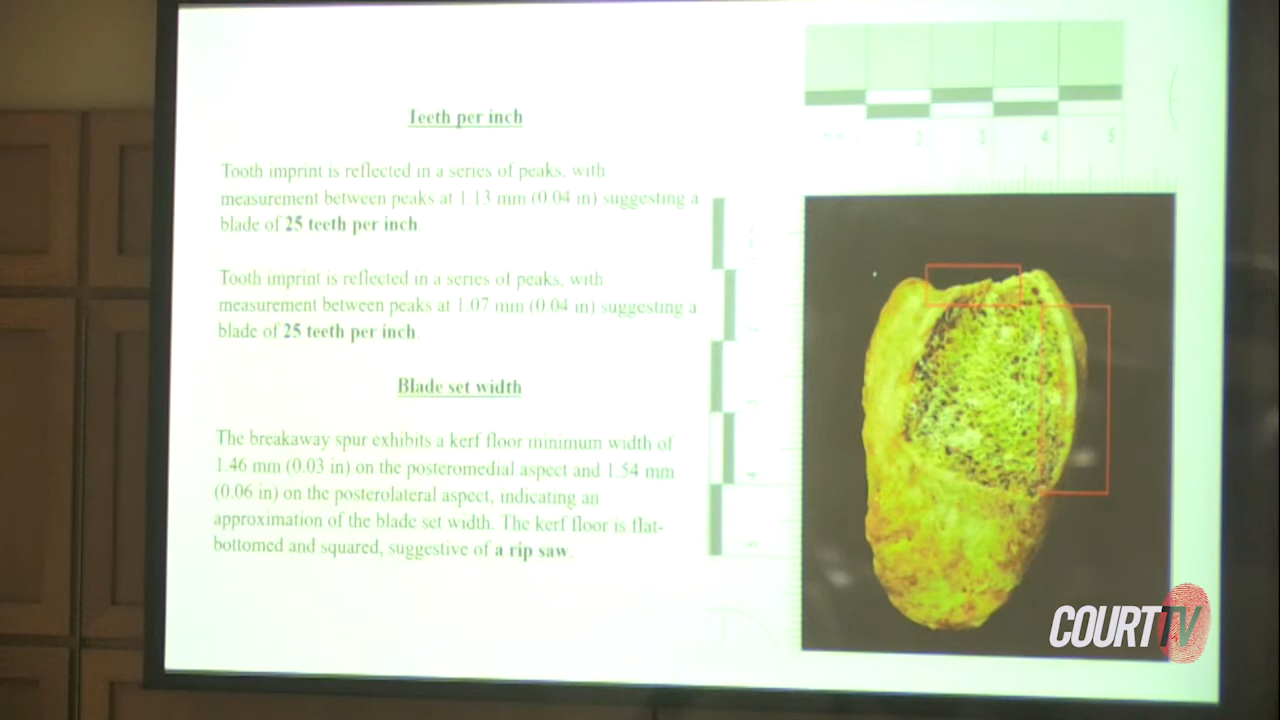 Teeth per inch
Tooth imprint is reflected in a series of peaks, with
measurement between peaks at 1.13 mm (0.04 in) suggesting a
blade of 25 teeth per inch
Tooth imprint is reflected in a series of peaks, with
measurement between peaks at 1.07 mm (0.04 in) suggesting a
blade of 25 teeth per inch.
Blade set width
The breakaway spur exhibits a kerf floor minimum width of
1.46 mm (0.03 in) on the posteromedial aspect and 1.54 mm
(0.06 in) on the posterolateral aspect, indicating an
approximation of the blade set width. The kerf floor is flat-
bottomed and squared, suggestive of a rip saw.
2 3 4 5
COURT TV